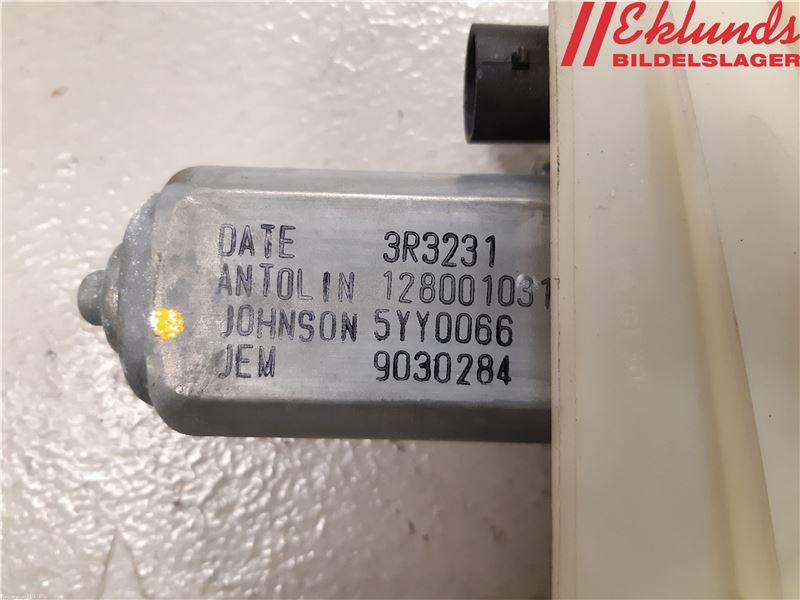 Eklunds
BILDELSLAGER
DATE 3R3231
ANTOLIN 128001031
JOHNSON 5YY0066
JEM 9030284